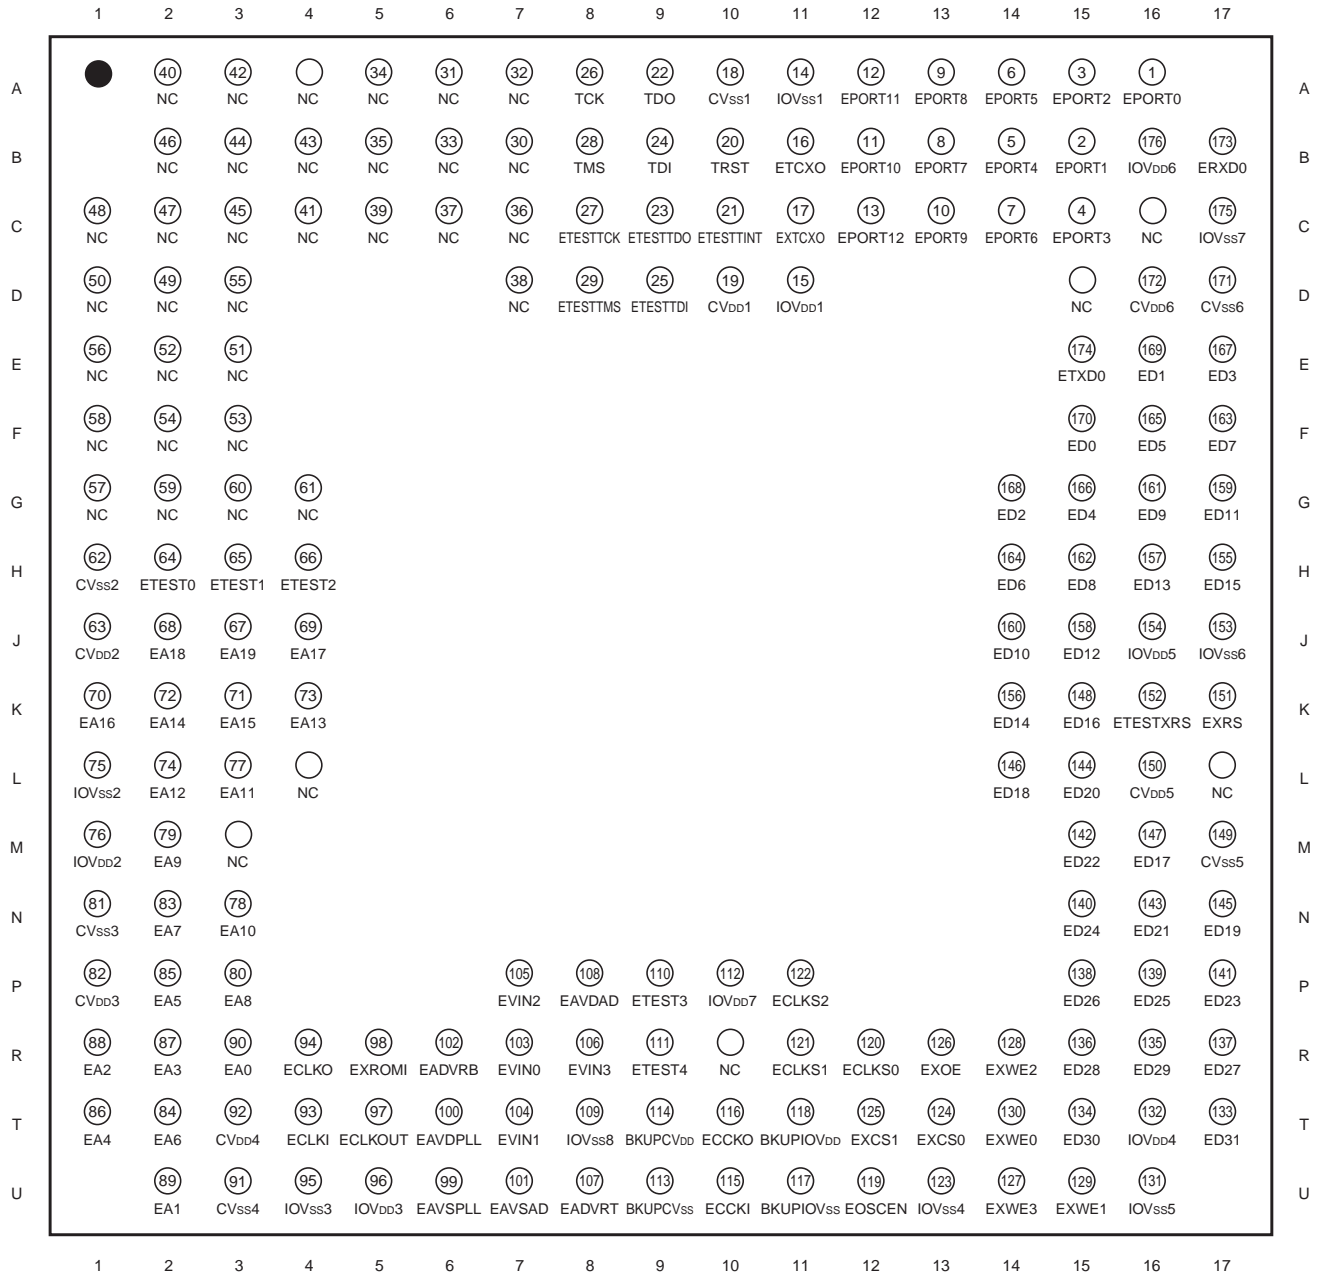 1 2 3 4 5 6 7 8 9 10 11 12 13 14 15 16 17
40 42 34 31 32 26 22 18 14 12 9 6 3 1
A A
NC NC NC NC NC NC TCK TDO CVSS1 IOVSS1 EPORT11 EPORT8 EPORT5 EPORT2 EPORT0
46 44 43 35 33 30 28 24 20 16 11 8 5 2 176 173
B B
NC NC NC NC NC NC TMS TDI TRST ETCXO EPORT10 EPORT7 EPORT4 EPORT1 IOVDD6 ERXD0
48 47 45 41 39 37 36 27 23 21 17 13 10 7 4 175
C C
NC NC NC NC NC NC NC ETESTTCK ETESTTDO ETESTTINT EXTCXO EPORT12 EPORT9 EPORT6 EPORT3 NC IOVSS7
50 49 55 38 29 25 19 15 172 171
D D
NC NC NC NC ETESTTMS ETESTTDI CVDD1 IOVDD1 NC CVDD6 CVSS6
56 52 51 174 169 167
E E
NC NC NC ETXD0 ED1 ED3
58 54 53 170 165 163
F F
NC NC NC ED0 ED5 ED7
57 59 60 61 168 166 161 159
G G
NC NC NC NC ED2 ED4 ED9 ED11
62 64 65 66 164 162 157 155
H H
CVSS2 ETEST0 ETEST1 ETEST2 ED6 ED8 ED13 ED15
63 68 67 69 160 158 154 153
J J
CVDD2 EA18 EA19 EA17 ED10 ED12 IOVDD5 IOVSS6
70 72 71 73 156 148 152 151
K K
EA16 EA14 EA15 EA13 ED14 ED16 ETESTXRS EXRS
75 74 77 146 144 150
L L
IOVSS2 EA12 EA11 NC ED18 ED20 CVDD5 NC
76 79 142 147 149
M M
IOVDD2 EA9 NC ED22 ED17 CVSS5
81 83 78 140 143 145
N N
CVSS3 EA7 EA10 ED24 ED21 ED19
82 85 80 105 108 110 112 122 138 139 141
P P
CVDD3 EA5 EA8 EVIN2 EAVDAD ETEST3 IOVDD7 ECLKS2 ED26 ED25 ED23
88 87 90 94 98 102 103 106 111 121 120 126 128 136 135 137
R R
EA2 EA3 EA0 ECLKO EXROMI EADVRB EVIN0 EVIN3 ETEST4 NC ECLKS1 ECLKS0 EXOE EXWE2 ED28 ED29 ED27
86 84 92 93 97 100 104 109 114 116 118 125 124 130 134 132 133
T T
EA4 EA6 CVDD4 ECLKI ECLKOUT EAVDPLL EVIN1 IOVSS8 BKUPCVDD ECCKO BKUPIOVDD EXCS1 EXCS0 EXWE0 ED30 IOVDD4 ED31
89 91 95 96 99 101 107 113 115 117 119 123 127 129 131
U U
EA1 CVSS4 IOVSS3 IOVDD3 EAVSPLL EAVSAD EADVRT BKUPCVSS ECCKI BKUPIOVSS EOSCEN IOVSS4 EXWE3 EXWE1 IOVSS5
1 2 3 4 5 6 7 8 9 10 11 12 13 14 15 16 17